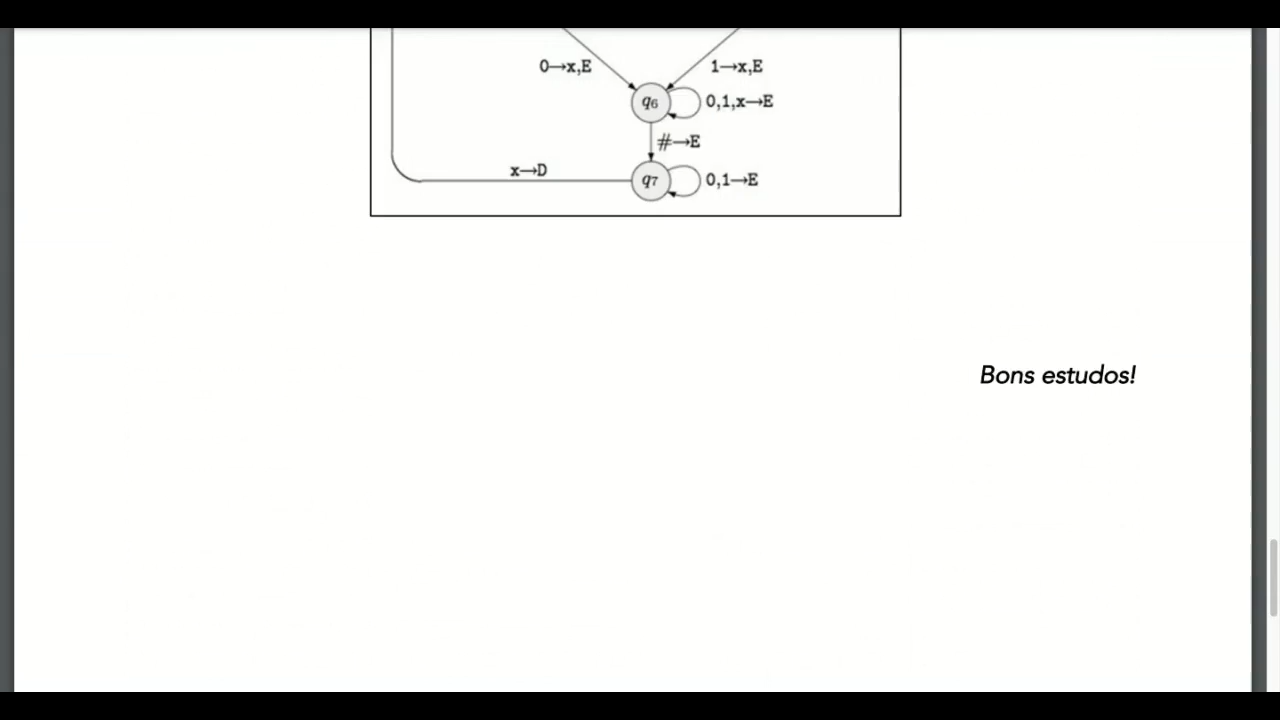 0→x,E 1→x,E
q6 0,1,x→E
#→E
x→D q7 0,1→E
Bons estudos!